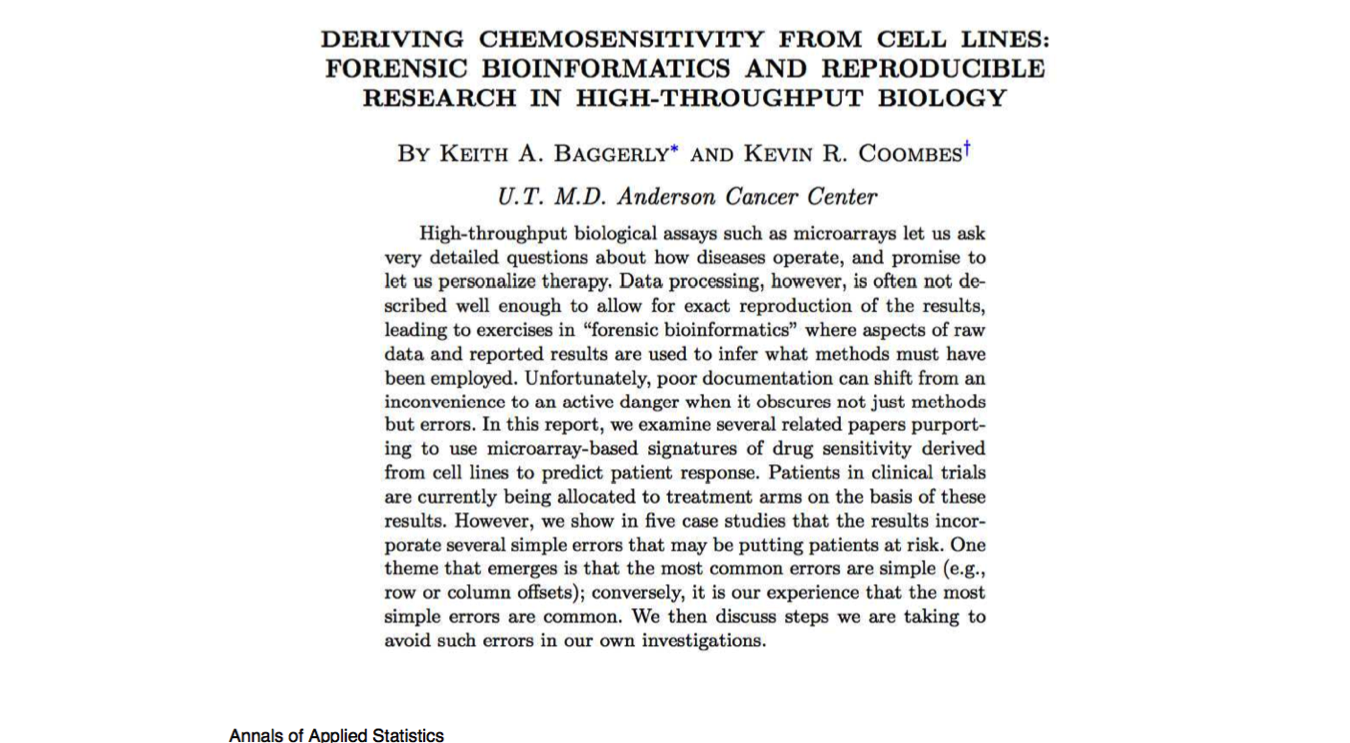 DERIVING CHEMOSENSITIVITY FROM CELL LINES:
FORENSIC BIOINFORMATICS AND REPRODUCIBLE
RESEARCH IN HIGH-THROUGHPUT BIOLOGY
BY KEITH A. BAGGERLY* AND KEVIN R. COOMBES†
U.T. M.D. Anderson Cancer Center
High-throughput biological assays such as microarrays let us ask
very detailed questions about how diseases operate, and promise to
let us personalize therapy. Data processing, however, is often not de-
scribed well enough to allow for exact reproduction of the results,
leading to exercises in “forensic bioinformatics” where aspects of raw
data and reported results are used to infer what methods must have
been employed. Unfortunately, poor documentation can shift from an
inconvenience to an active danger when it obscures not just methods
but errors. In this report, we examine several related papers purport-
ing to use microarray-based signatures of drug sensitivity derived
from cell lines to predict patient response. Patients in clinical trials
are currently being allocated to treatment arms on the basis of these
results. However, we show in five case studies that the results incor-
porate several simple errors that may be putting patients at risk. One
theme that emerges is that the most common errors are simple (e.g.,
row or column offsets); conversely, it is our experience that the most
simple errors are common. We then discuss steps we are taking to
avoid such errors in our own investigations.
Annals of Applied Statistics